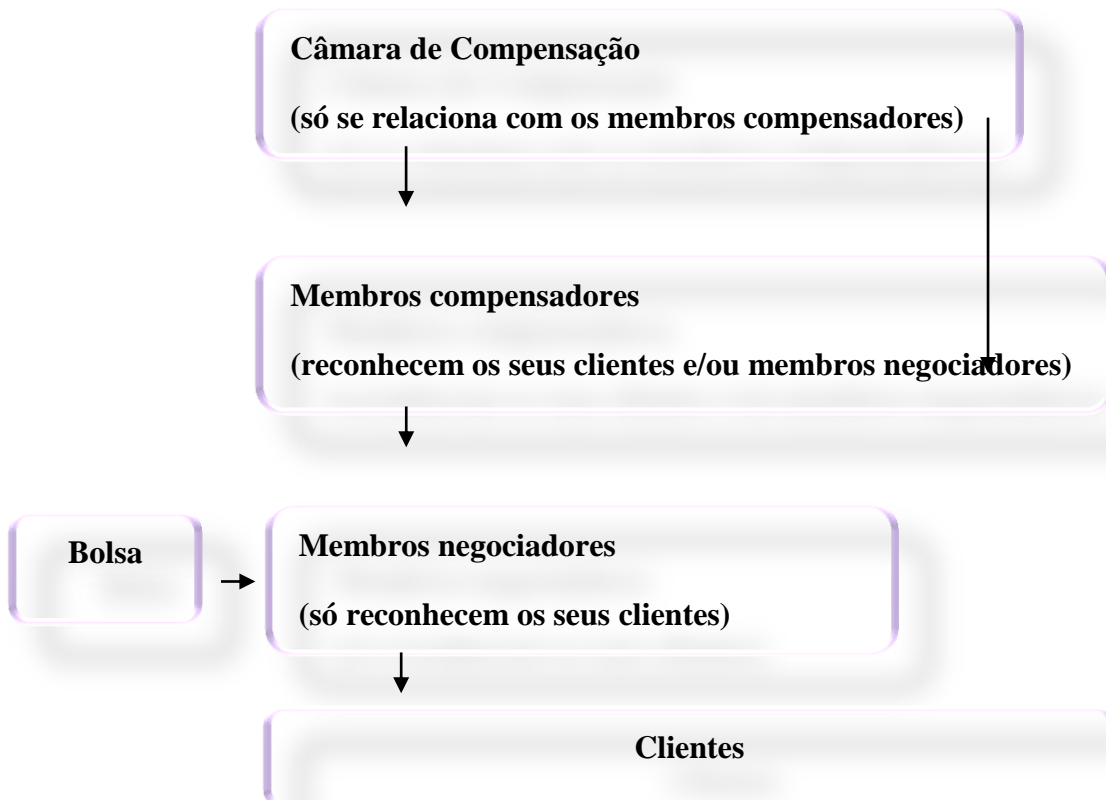 Câmara de Compensação
(só se relaciona com os membros compensadores)
Membros compensadores
(reconhecem os seus clientes e/ou membros negociadores)
Bolsa
Membros negociadores
(só reconhecem os seus clientes)
Clientes